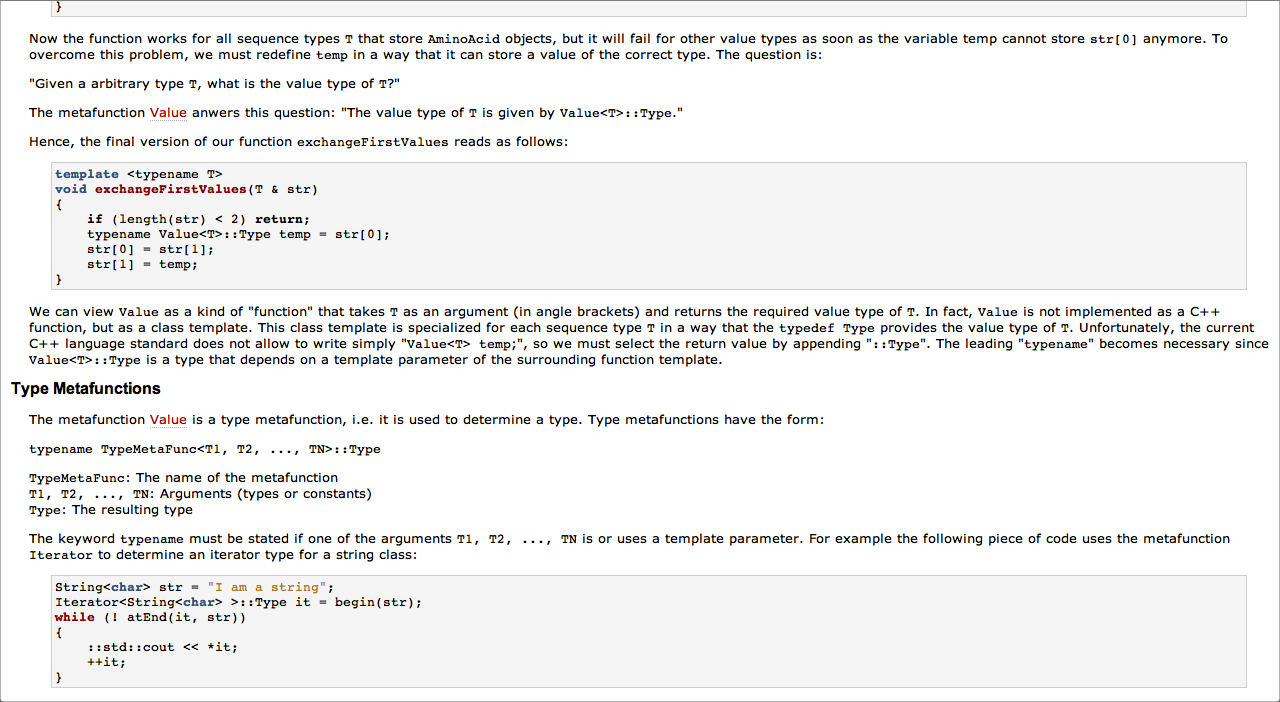 }
Now the function works for all sequence types T that store AminoAcid objects, but it will fail for other value types as soon as the variable temp cannot store str[0] anymore. To
overcome this problem, we must redefine temp in a way that it can store a value of the correct type. The question is:
"Given a arbitrary type T, what is the value type of T?"
The metafunction Value anwers this question: "The value type of T is given by Value<T>::Type."
Hence, the final version of our function exchangeFirstValues reads as follows:
template <typename T>
void exchangeFirstValues(T & str)
{
    if (length(str) < 2) return;
    typename Value<T>::Type temp = str[0];
    str[0] = str[1];
    str[1] = temp;
}
We can view Value as a kind of "function" that takes T as an argument (in angle brackets) and returns the required value type of T. In fact, Value is not implemented as a C++
function, but as a class template. This class template is specialized for each sequence type T in a way that the typedef Type provides the value type of T. Unfortunately, the current
C++ language standard does not allow to write simply "Value<T> temp;", so we must select the return value by appending "::Type". The leading "typename" becomes necessary since
Value<T>::Type is a type that depends on a template parameter of the surrounding function template.
Type Metafunctions
The metafunction Value is a type metafunction, i.e. it is used to determine a type. Type metafunctions have the form:
typename TypeMetaFunc<T1, T2, ..., TN>::Type
TypeMetaFunc: The name of the metafunction
T1, T2, ..., TN: Arguments (types or constants)
Type: The resulting type
The keyword typename must be stated if one of the arguments T1, T2, ..., TN is or uses a template parameter. For example the following piece of code uses the metafunction
Iterator to determine an iterator type for a string class:
String<char> str = "I am a string";
Iterator<String<char> >::Type it = begin(str);
while (! atEnd(it, str))
{
    ::std::cout << *it;
    ++it;
}